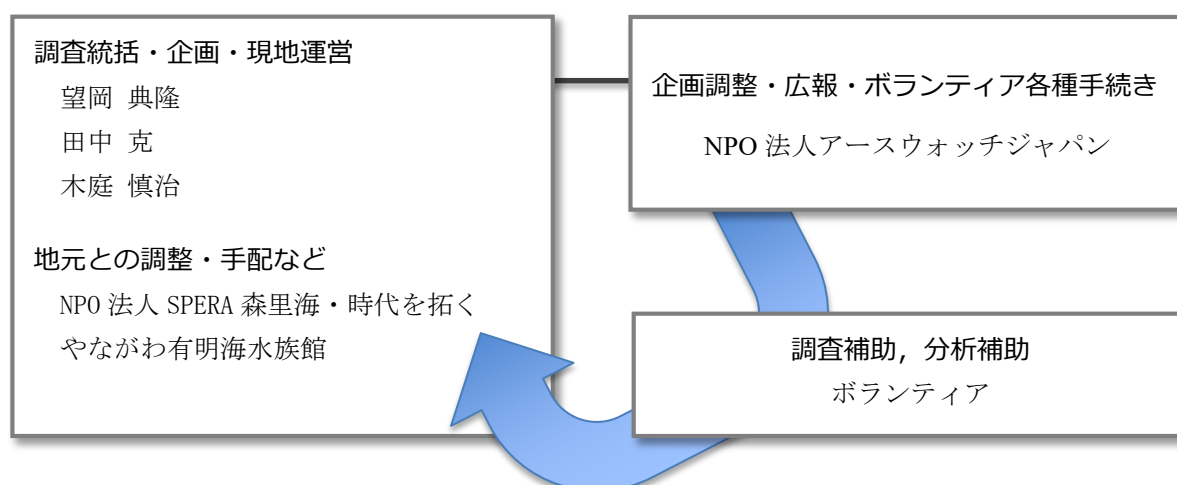 調査統括・企画・現地運営
望岡 典隆
田中 克
木庭 慎治
地元との調整・手配など
NPO 法人 SPERA 森里海・時代を拓く
やながわ有明海水族館
企画調整・広報・ボランティア各種手続き
NPO 法人アースウォッチジャパン
調査補助，分析補助
ボランティア